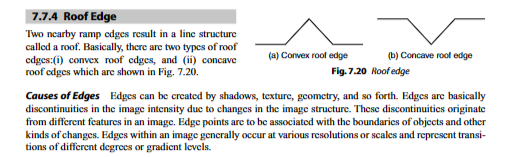 7.7.4 Roof Edge
Two nearby ramp edges result in a line structure
called a roof. Basically, there are two types of roof
edges:(i) convex roof edges, and (ii) concave
roof edges which are shown in Fig. 7.20.
(a) Convex roof edge
(b) Concave roof edge
Fig. 7.20 Roof edge
Causes of Edges Edges can be created by shadows, texture, geometry, and so forth. Edges are basically
discontinuities in the image intensity due to changes in the image structure. These discontinuities originate
from different features in an image. Edge points are to be associated with the boundaries of objects and other
kinds of changes. Edges within an image generally occur at various resolutions or scales and represent transi-
tions of different degrees or gradient levels.